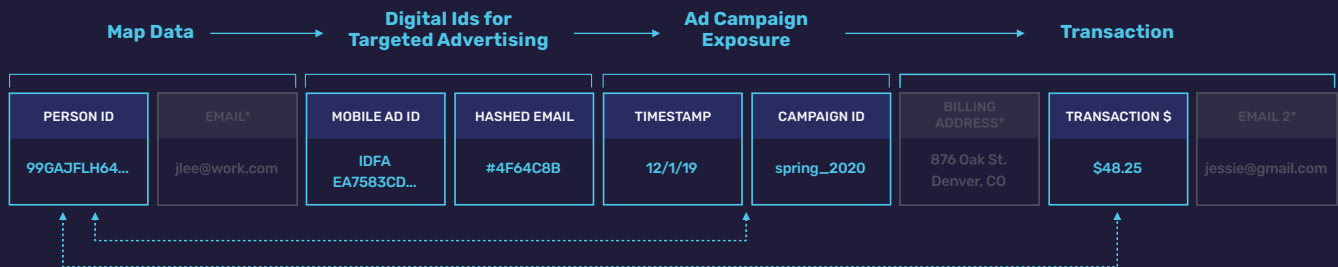 Map Data
Digital Ids for
Targeted Advertising
Ad Campaign
Exposure
Transaction
PERSON ID
99GAJFLH64...
EMAIL*
jlee@work.com
MOBILE AD ID
IDFA
EA7583CD...
HASHED EMAIL
#4F64C8B
TIMESTAMP
12/1/19
CAMPAIGN ID
spring_2020
BILLING
ADDRESS*
876 Oak St.
Denver, CO
TRANSACTION $
$48.25
EMAIL 2*
jessie@gmail.com